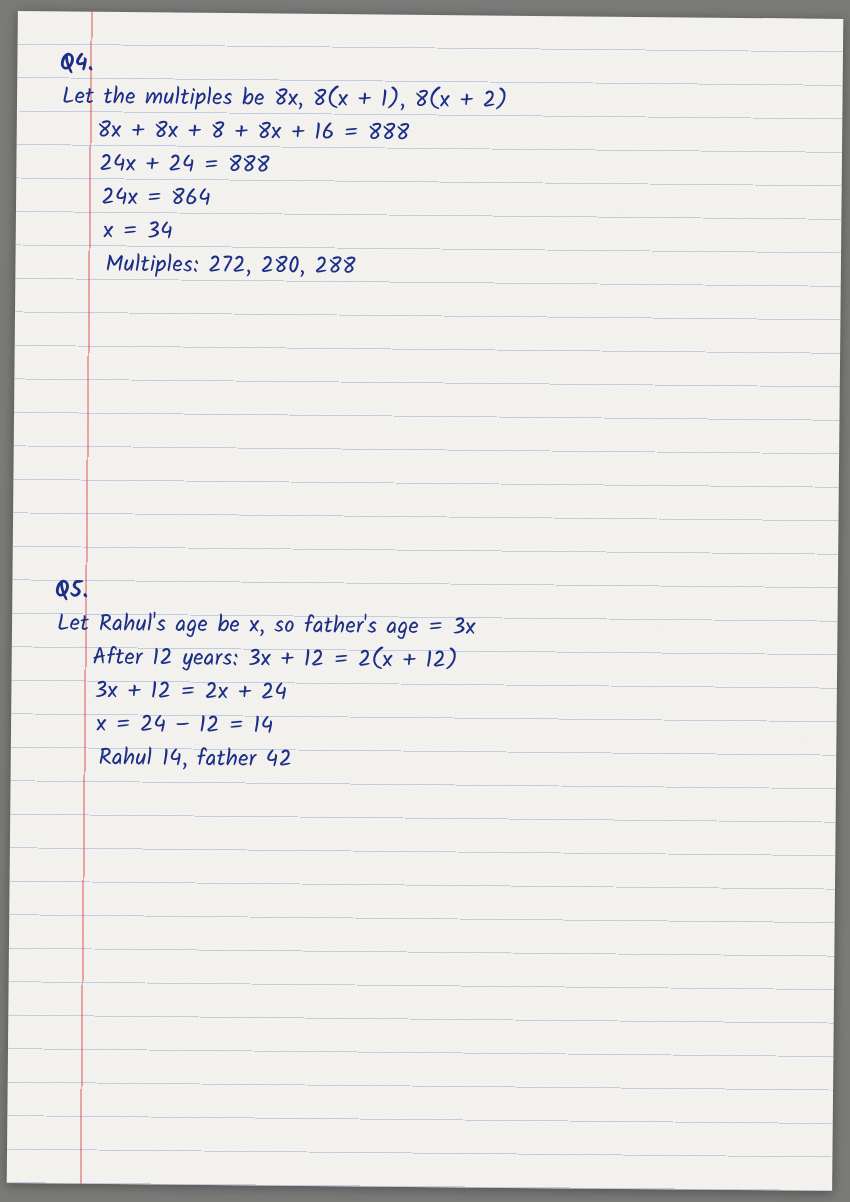 Q4.
Let the multiples be 8x, 8(x + 1), 8(x + 2)
8x + 8x + 8 + 8x + 16 = 888
24x + 24 = 888
24x = 864
x = 34
Multiples: 272, 280, 288
Q5.
Let Rahul's age be x, so father's age = 3x
After 12 years: 3x + 12 = 2(x + 12)
3x + 12 = 2x + 24
x = 24 − 12 = 14
Rahul 14, father 42